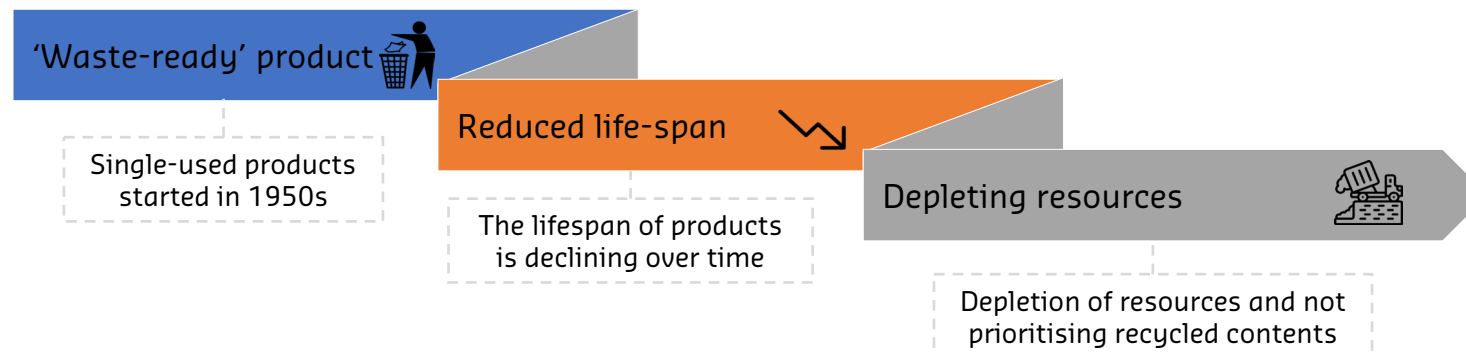 ‘Waste-ready’ product
Single-used products
started in 1950s
Reduced life-span
The lifespan of products
is declining over time
Depleting resources
Depletion of resources and not
prioritising recycled contents